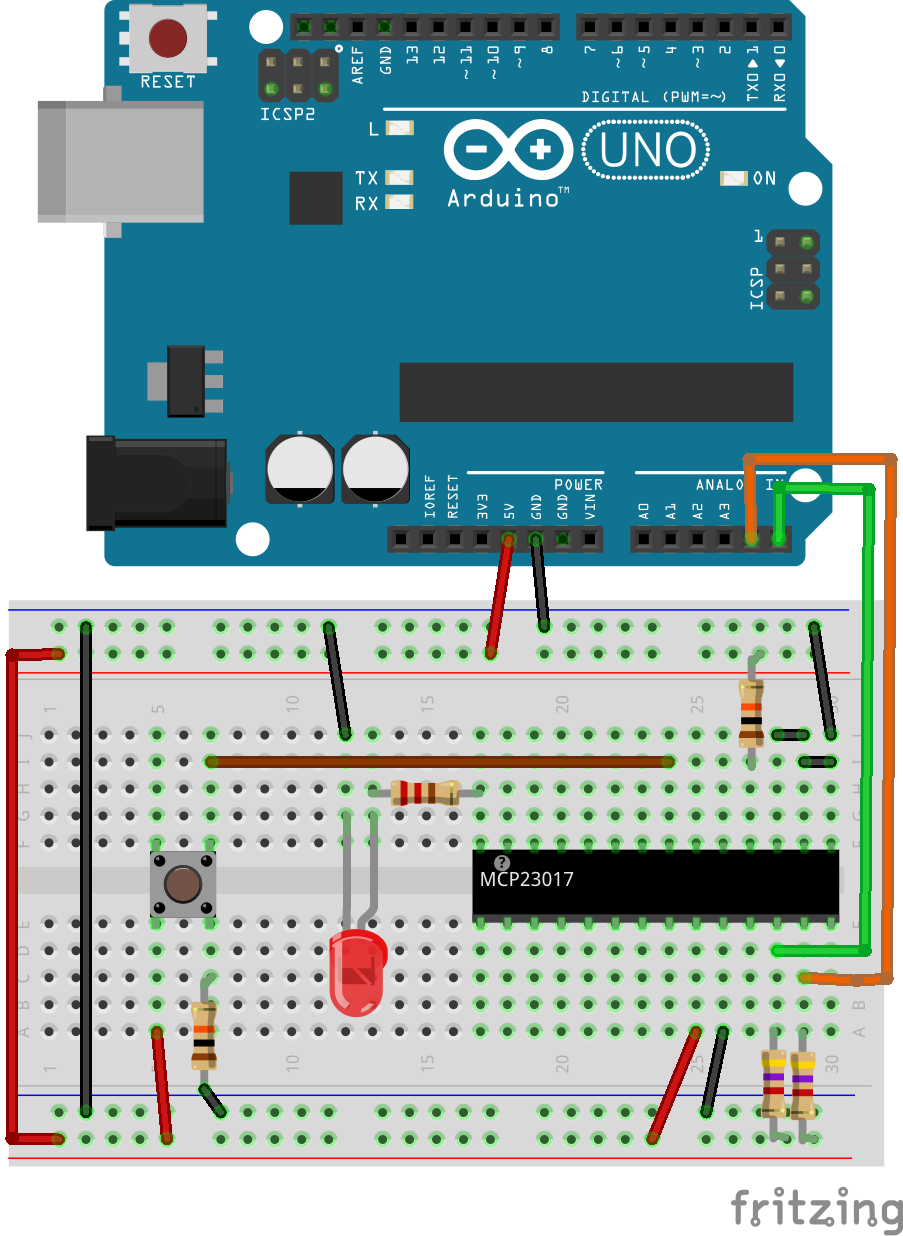 RESET
ICSP2
AREF
GND
13
12
~11
~10
~9
8
7
~6
~5
4
~3
2
TX0▶1
RX0◀0
DIGITAL (PWM=~)
L
TX
RX
Arduino™
UNO
ON
1
ICSP
IOREF
RESET
3V3
5V
GND
GND
VIN
POWER
A0
A1
A2
A3
ANALOG IN
1
5
10
15
20
25
30
J
I
H
G
F
MCP23017
?
E
D
C
B
A
E
D
C
B
A
1
10
15
20
25
30
fritzing